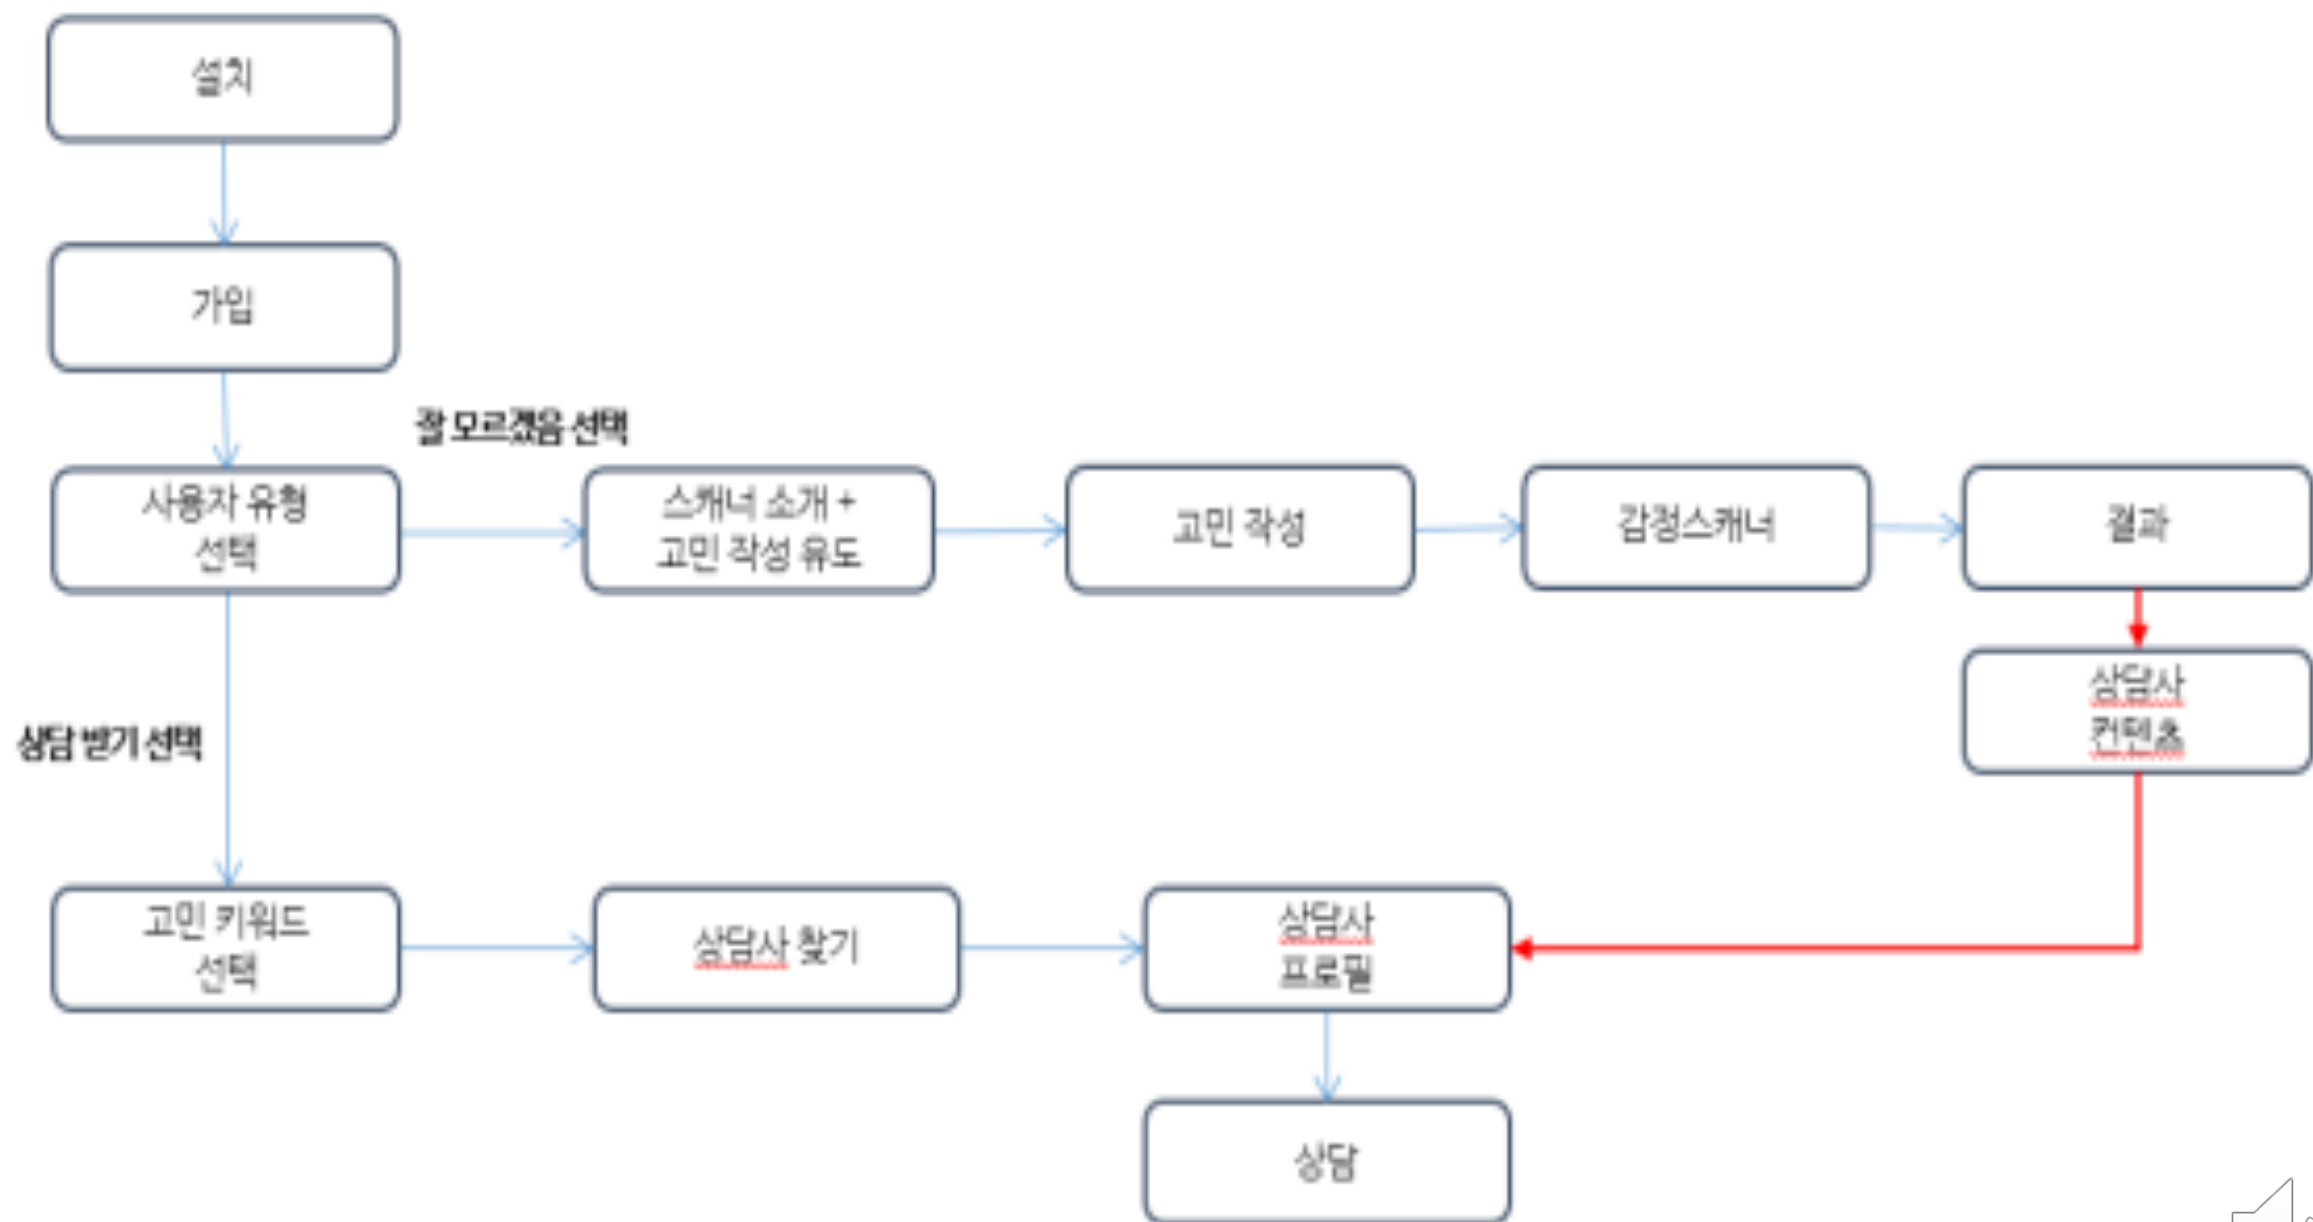 설치
가입
잘 모르겠음 선택
사용자 유형
선택
스캐너 소개 +
고민 작성 유도
고민 작성
감정스캐너
결과
상담사
컨텐츠
상담 받기 선택
고민 키워드
선택
상담사 찾기
상담사
프로필
상담